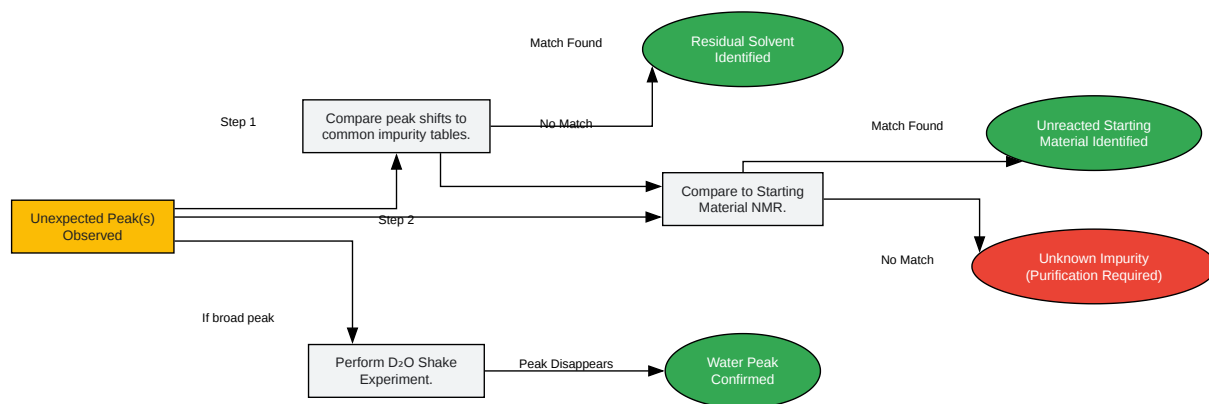 Match Found
Residual Solvent
Identified
Step 1
Compare peak shifts to
common impurity tables.
No Match
Match Found
Unreacted Starting
Material Identified
Unexpected Peak(s)
Observed
Step 2
Compare to Starting
Material NMR.
No Match
Unknown Impurity
(Purification Required)
If broad peak
Perform D₂O Shake
Experiment.
Peak Disappears
Water Peak
Confirmed